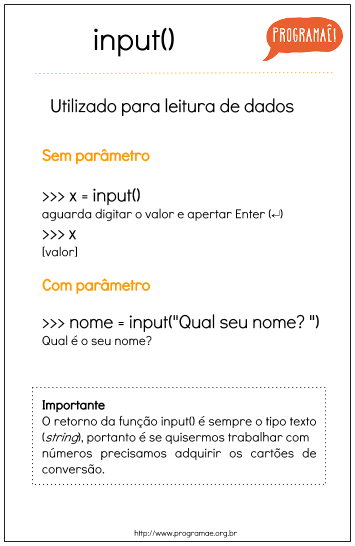 input()
PROGRAMAÊ!
Utilizado para leitura de dados
Sem parâmetro
>>> x = input()
aguarda digitar o valor e apertar Enter (↵)
>>> x
[valor]
Com parâmetro
>>> nome = input("Qual seu nome? ")
Qual é o seu nome?
Importante
O retorno da função input() é sempre o tipo texto
(string), portanto é se quisermos trabalhar com
números precisamos adquirir os cartões de
conversão.
http://www.programae.org.br